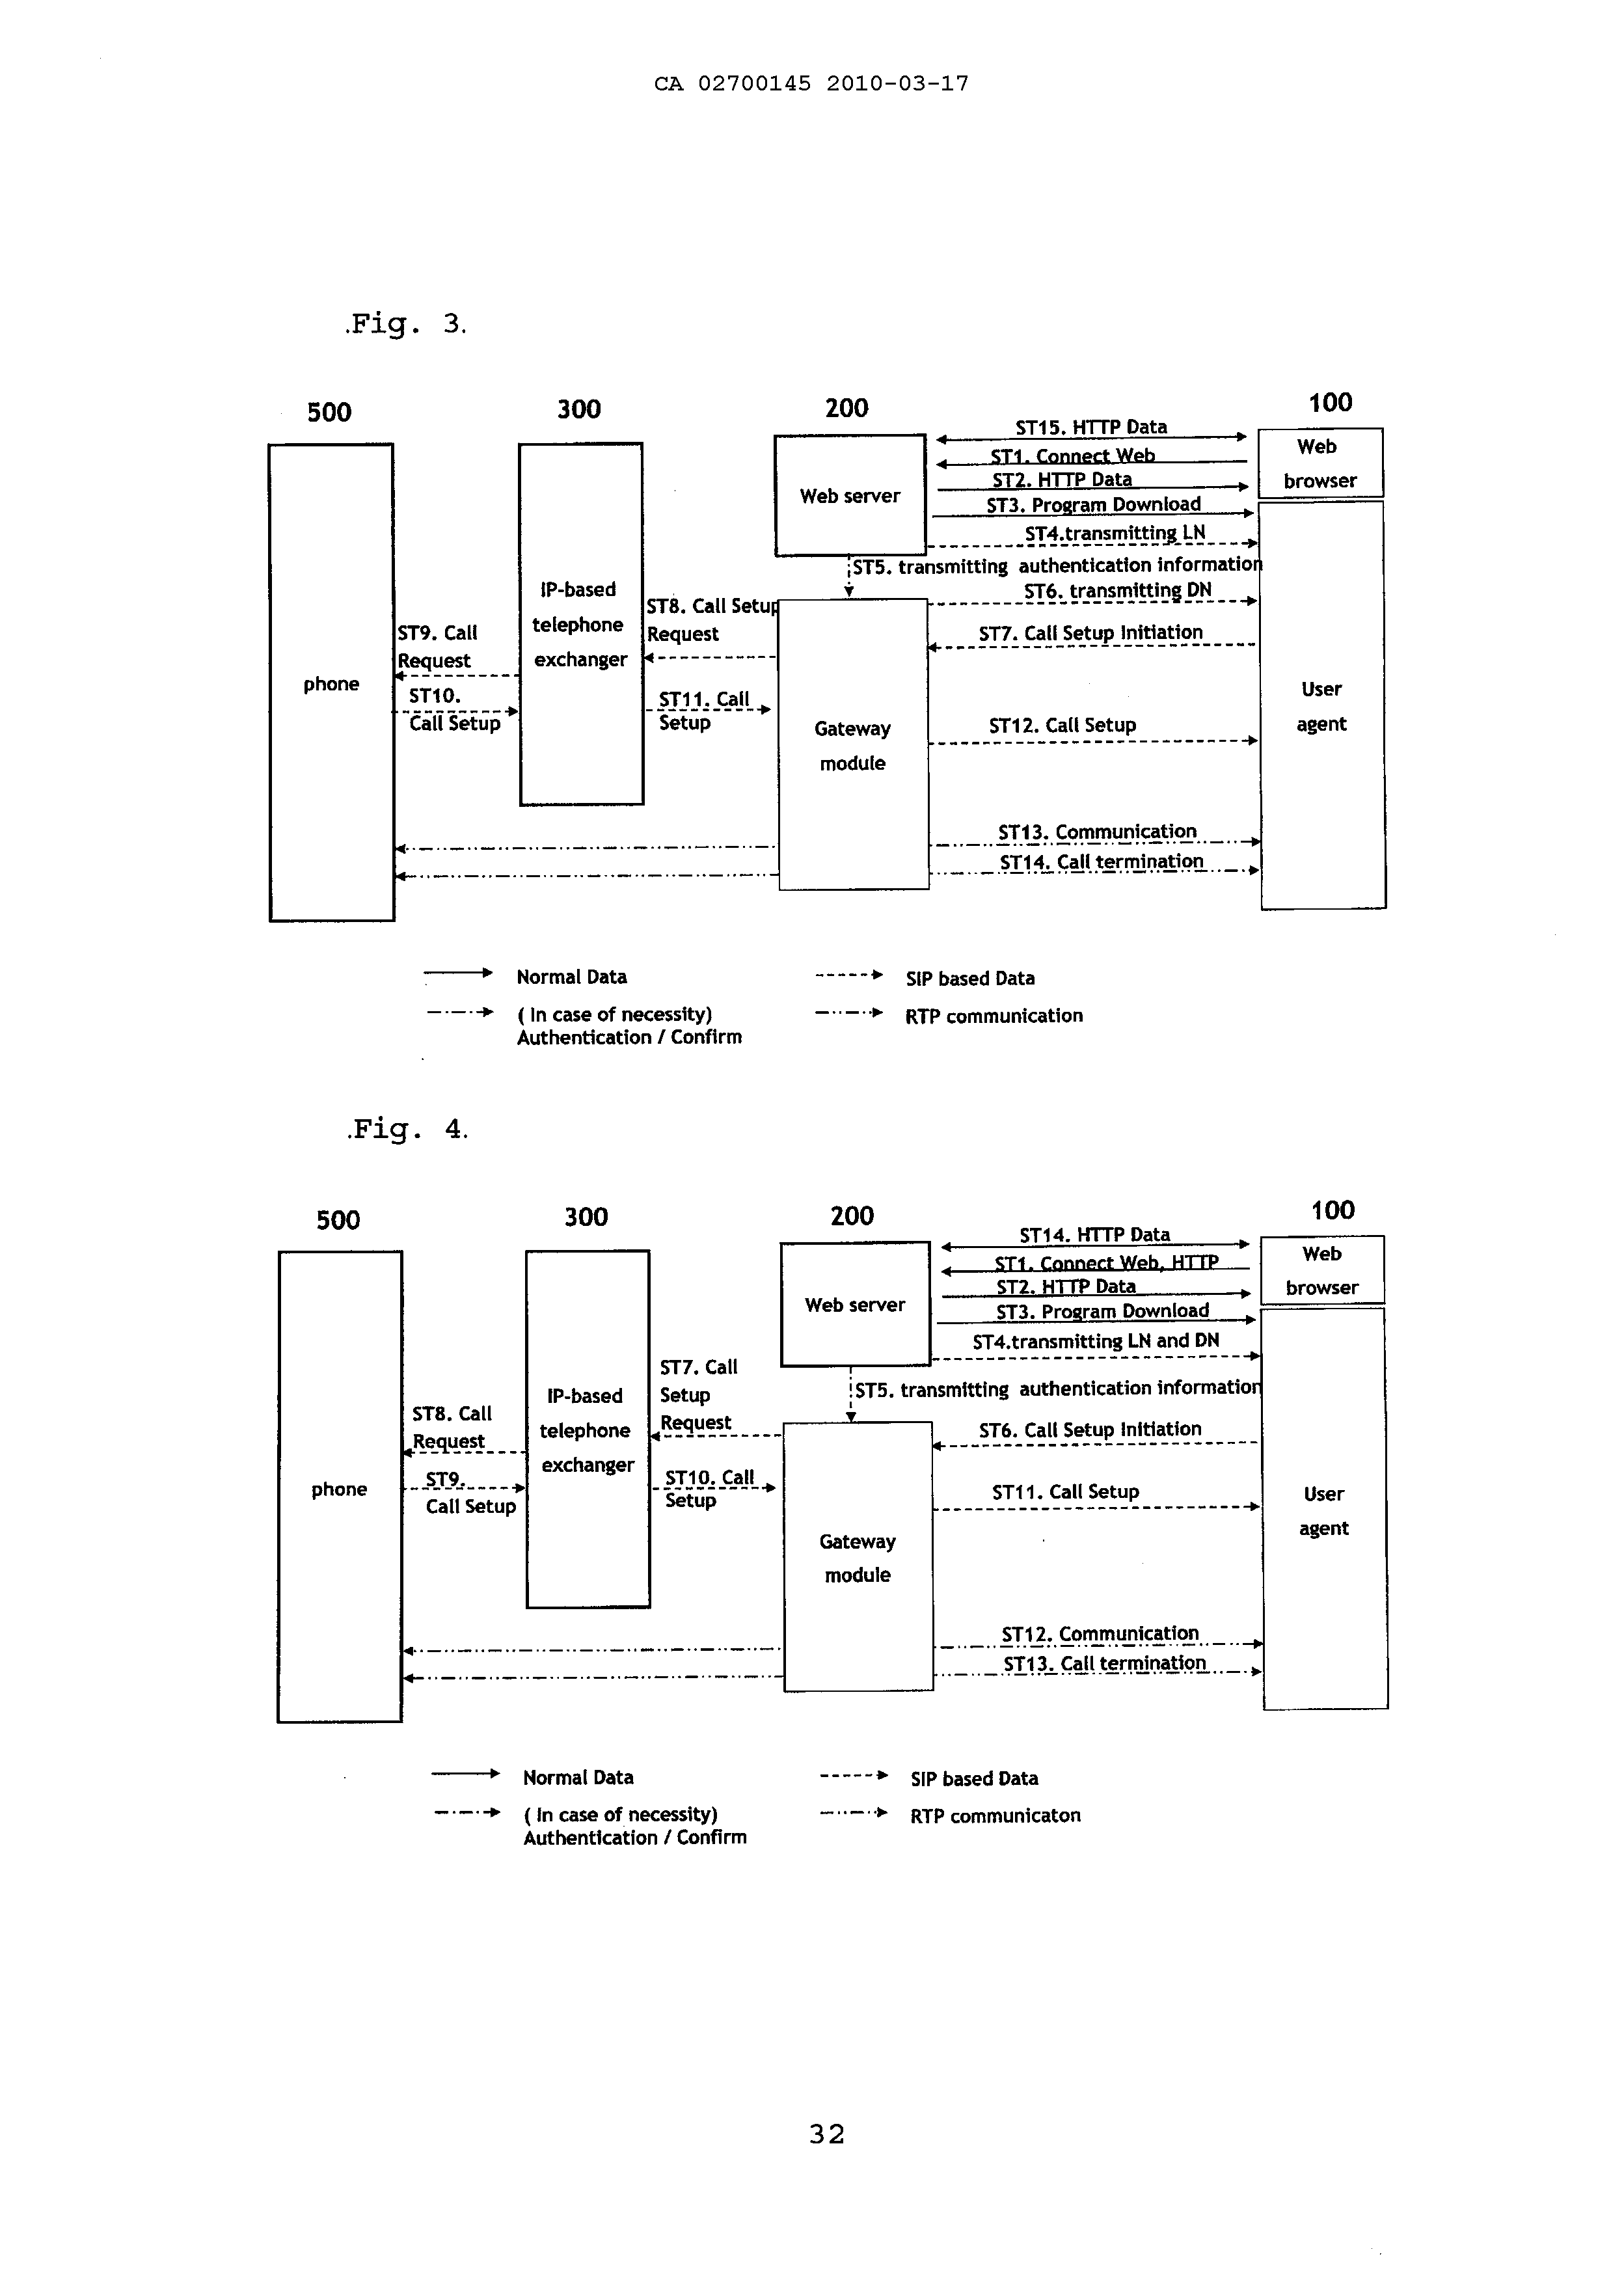 CA 02700145 2010-03-17
.Fig. 3.
500
300
200
100
ST15. HTTP Data
ST1. Connect Web
ST2. HTTP Data
ST3. Program Download
ST4.transmitting LN
ST5. transmitting authentication information
ST6. transmitting DN
ST7. Call Setup Initiation
Web
browser
Web server
IP-based
telephone
exchanger
ST8. Call Setup
Request
ST9. Call
Request
phone
ST10.
Call Setup
ST11. Call
Setup
Gateway
module
ST12. Call Setup
User
agent
ST13. Communication
ST14. Call termination
Normal Data
SIP based Data
( In case of necessity)
Authentication / Confirm
RTP communication
.Fig. 4.
500
300
200
100
ST14. HTTP Data
ST1. Connect Web, HTTP
ST2. HTTP Data
ST3. Program Download
ST4.transmitting LN and DN
ST5. transmitting authentication information
ST6. Call Setup Initiation
Web
browser
Web server
ST7. Call
Setup
Request
IP-based
telephone
exchanger
ST8. Call
Request
phone
ST9.
Call Setup
ST10. Call
Setup
ST11. Call Setup
User
agent
Gateway
module
ST12. Communication
ST13. Call termination
Normal Data
SIP based Data
( In case of necessity)
Authentication / Confirm
RTP communicaton
32